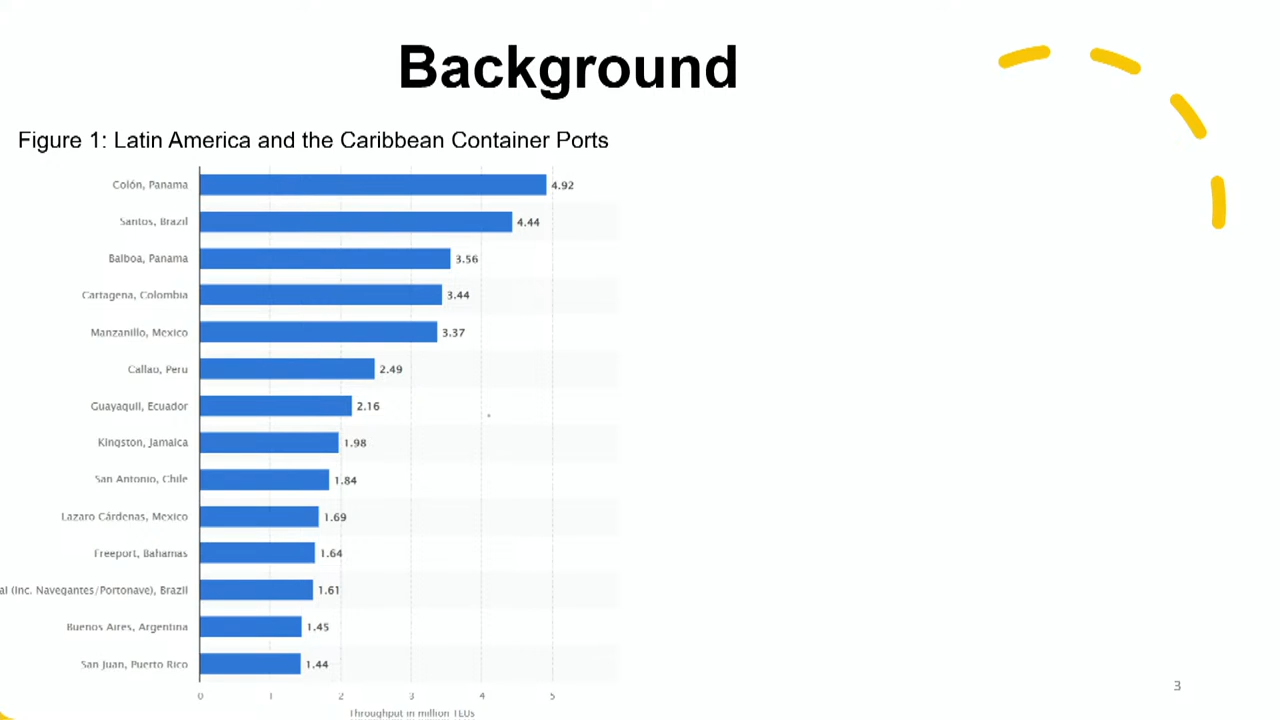 Background
Figure 1: Latin America and the Caribbean Container Ports
Colón, Panama 4.92
Santos, Brazil 4.44
Balboa, Panama 3.56
Cartagena, Colombia 3.44
Manzanillo, Mexico 3.37
Callao, Peru 2.49
Guayaquil, Ecuador 2.16
Kingston, Jamaica 1.98
San Antonio, Chile 1.84
Lazaro Cárdenas, Mexico 1.69
Freeport, Bahamas 1.64
al (Inc. Navegantes/Portonave), Brazil 1.61
Buenos Aires, Argentina 1.45
San Juan, Puerto Rico 1.44
0 1 2 3 4 5
Throughput in million TEUs
3